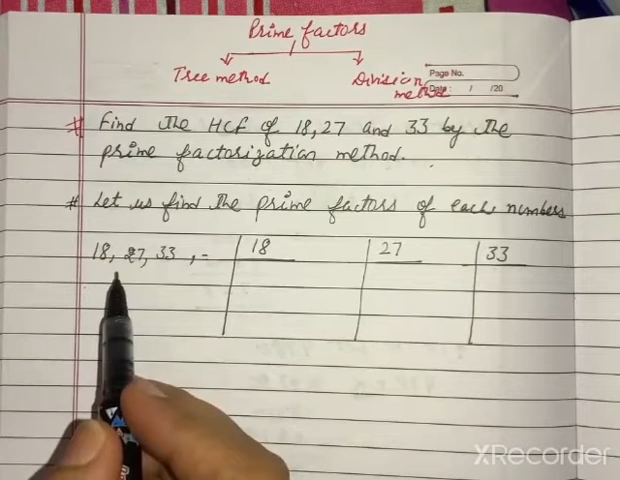 Prime factors
Tree method
Division method
Page No.
Date : / /20
# Find the HCF of 18, 27 and 33 by the
prime factorization method.
# Let us find the prime factors of each numbers
18, 27, 33 , - 18 27 33
XRecorder